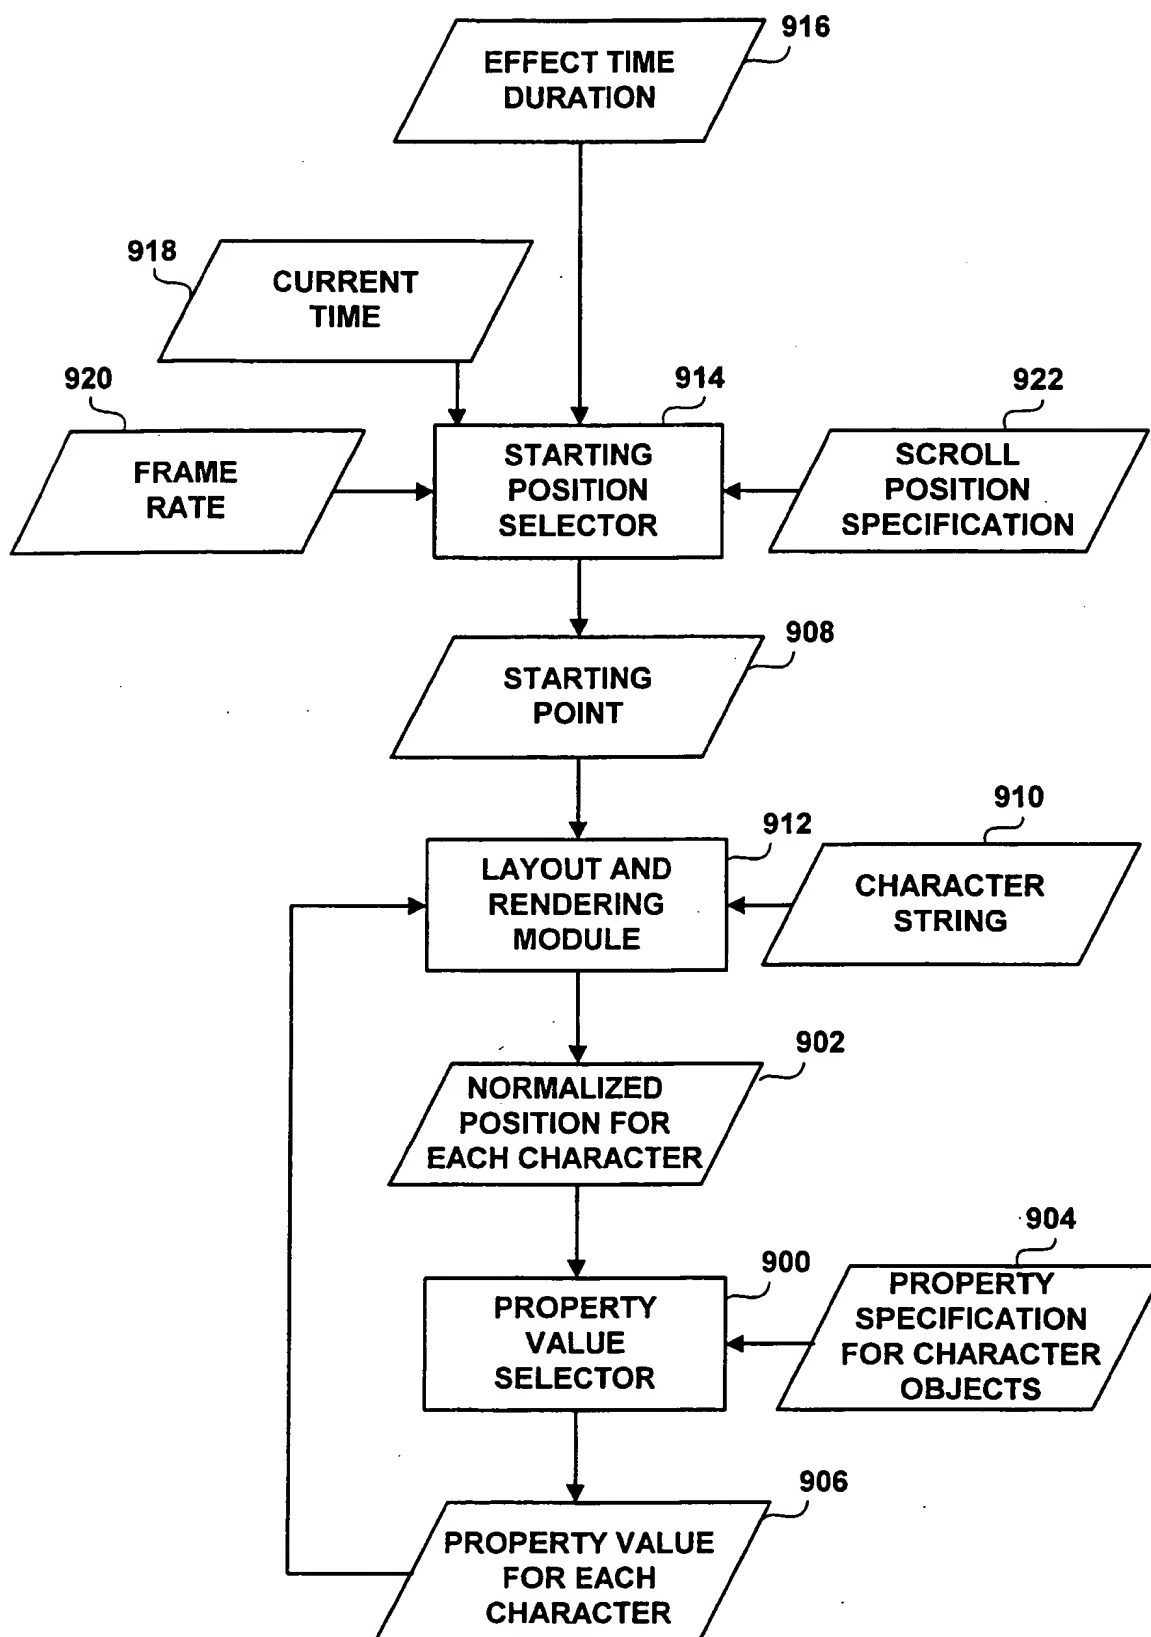 916
EFFECT TIME
DURATION
918
CURRENT
TIME
920
FRAME
RATE
914
STARTING
POSITION
SELECTOR
922
SCROLL
POSITION
SPECIFICATION
908
STARTING
POINT
912
LAYOUT AND
RENDERING
MODULE
910
CHARACTER
STRING
902
NORMALIZED
POSITION FOR
EACH CHARACTER
900
PROPERTY
VALUE
SELECTOR
904
PROPERTY
SPECIFICATION
FOR CHARACTER
OBJECTS
906
PROPERTY VALUE
FOR EACH
CHARACTER